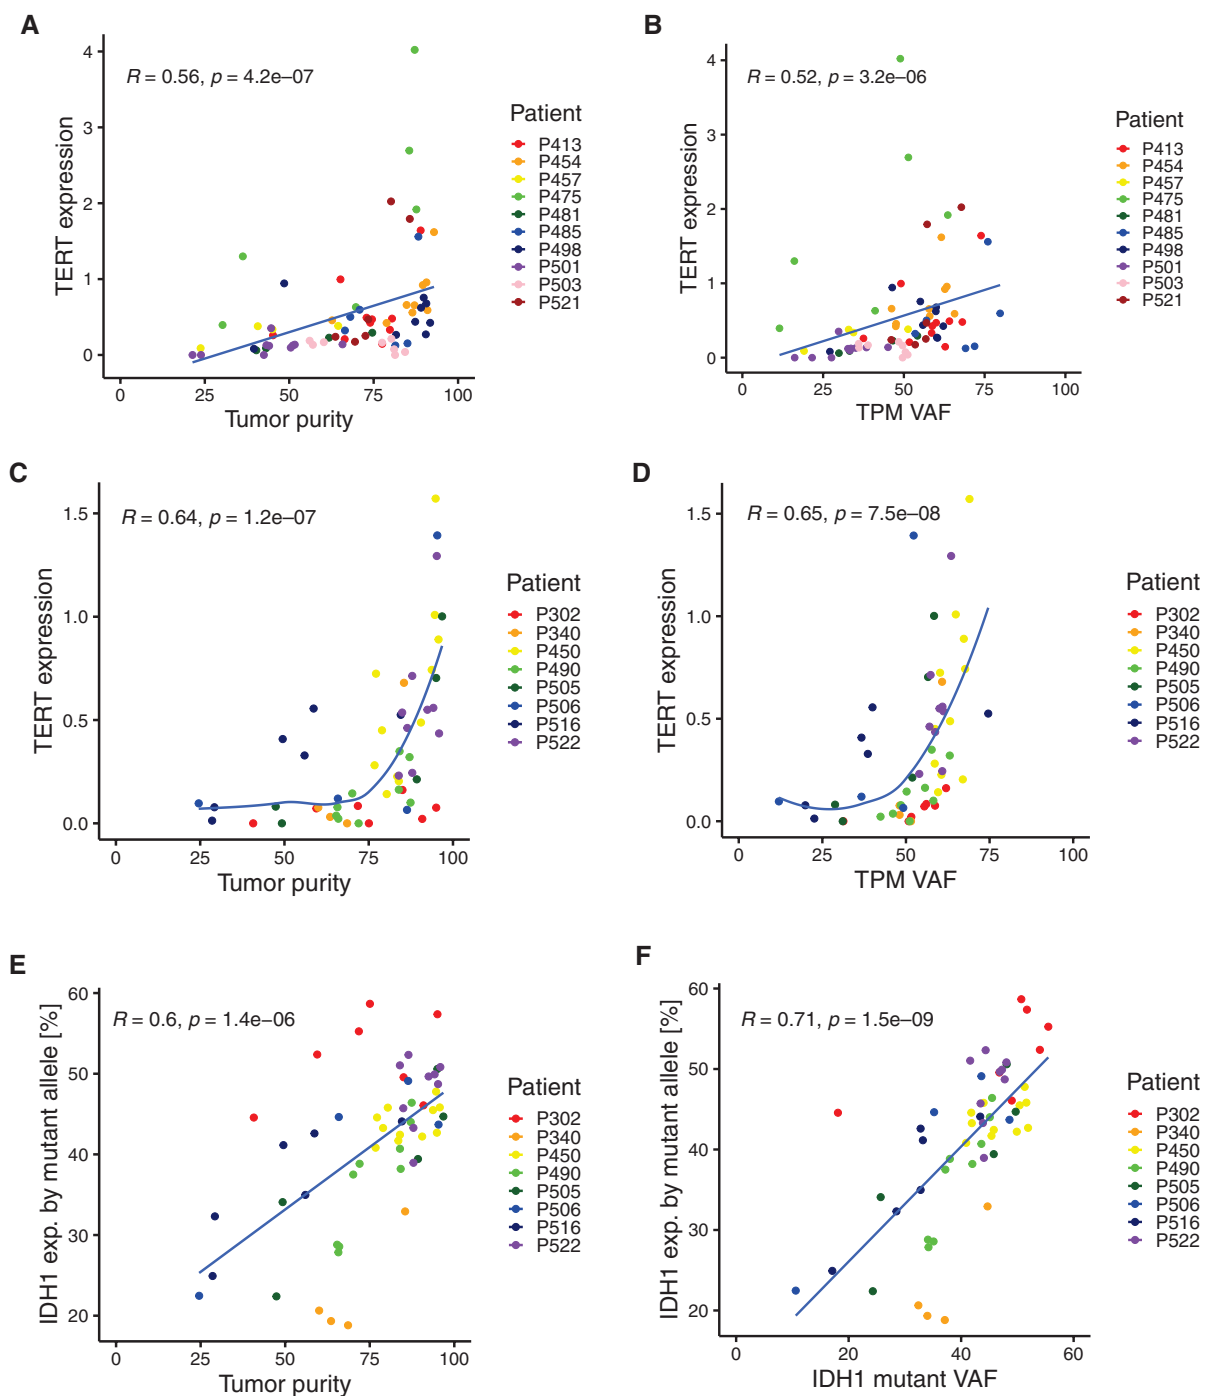 A
R = 0.56, p = 4.2e–07
TERT expression
4
3
2
1
0
0 25 50 75 100
Tumor purity
Patient
P413
P454
P457
P475
P481
P485
P498
P501
P503
P521
B
R = 0.52, p = 3.2e–06
TERT expression
4
3
2
1
0
0 25 50 75 100
TPM VAF
Patient
P413
P454
P457
P475
P481
P485
P498
P501
P503
P521
C
R = 0.64, p = 1.2e–07
TERT expression
1.5
1.0
0.5
0.0
0 25 50 75 100
Tumor purity
Patient
P302
P340
P450
P490
P505
P506
P516
P522
D
R = 0.65, p = 7.5e–08
TERT expression
1.5
1.0
0.5
0.0
0 25 50 75 100
TPM VAF
Patient
P302
P340
P450
P490
P505
P506
P516
P522
E
R = 0.6, p = 1.4e–06
IDH1 exp. by mutant allele [%]
60
50
40
30
20
0 25 50 75 100
Tumor purity
Patient
P302
P340
P450
P490
P505
P506
P516
P522
F
R = 0.71, p = 1.5e–09
IDH1 exp. by mutant allele [%]
60
50
40
30
20
0 20 40 60
IDH1 mutant VAF
Patient
P302
P340
P450
P490
P505
P506
P516
P522